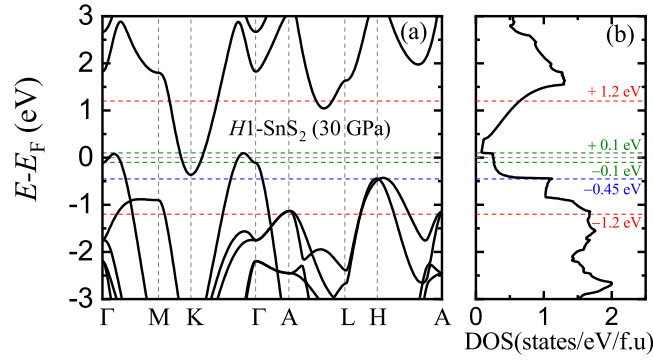 (a)
(b)
3
2
1
0
-1
-2
-3
E-E_F (eV)
H1-SnS₂ (30 GPa)
+ 1.2 eV
+ 0.1 eV
−0.1 eV
−0.45 eV
−1.2 eV
Γ M K Γ A L H A
0 1 2
DOS(states/eV/f.u)